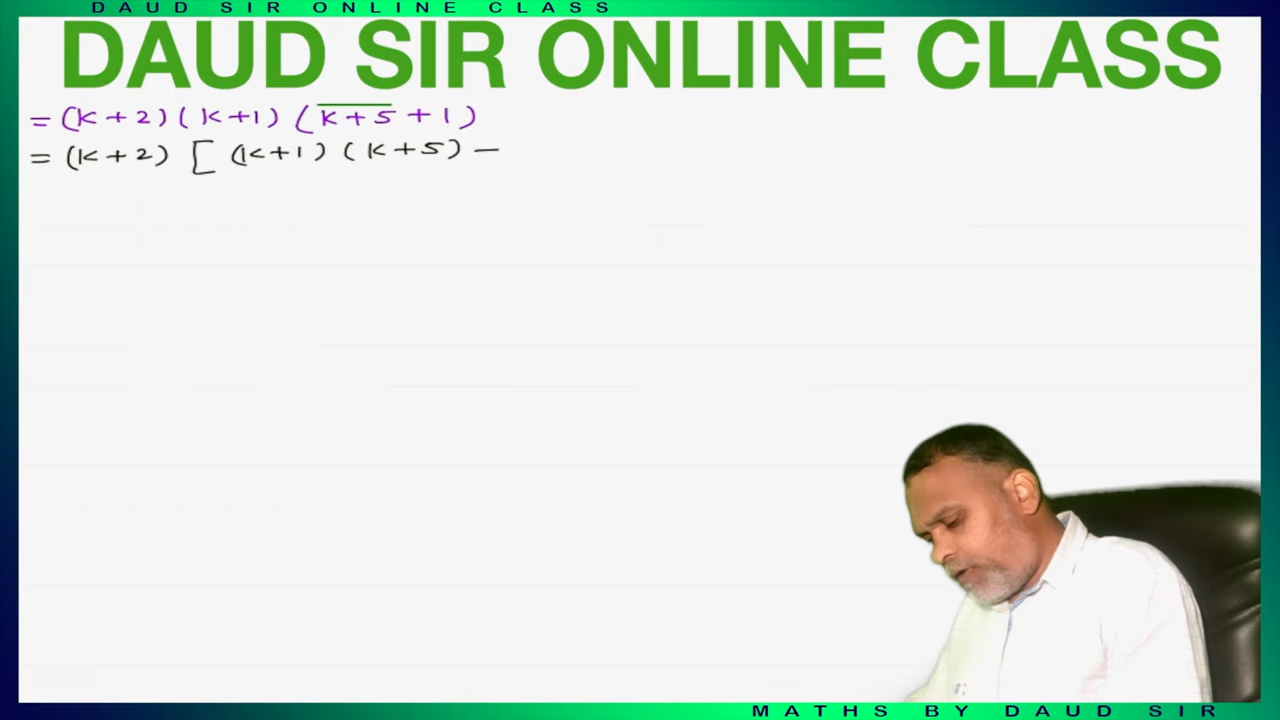 DAUD SIR ONLINE CLASS
DAUD SIR ONLINE CLASS
= (K + 2) ( K + 1 ) ( K + 5 + 1 )
= (K + 2) [ (K + 1 ) ( K + 5 ) —
MATHS BY DAUD SIR